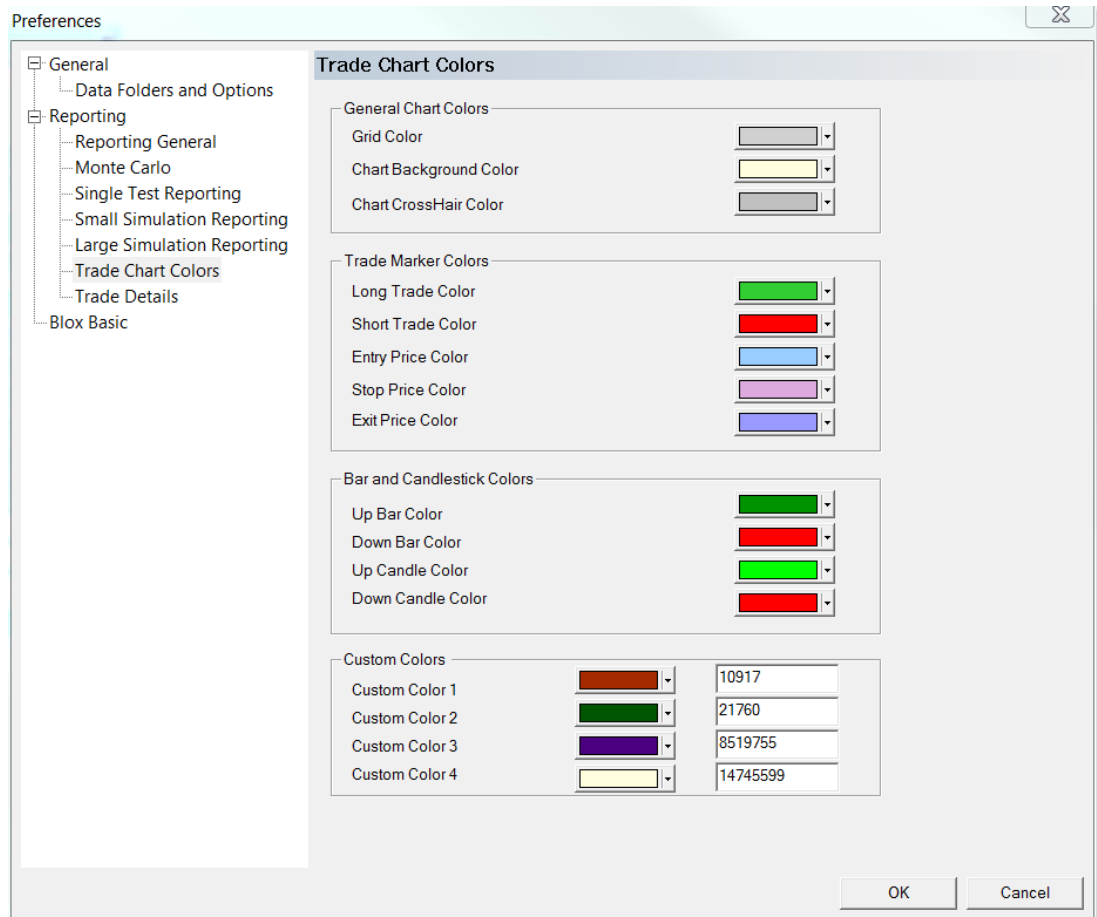 Preferences
General
Data Folders and Options
Reporting
Reporting General
Monte Carlo
Single Test Reporting
Small Simulation Reporting
Large Simulation Reporting
Trade Chart Colors
Trade Details
Blox Basic
Trade Chart Colors
General Chart Colors
Grid Color
Chart Background Color
Chart CrossHair Color
Trade Marker Colors
Long Trade Color
Short Trade Color
Entry Price Color
Stop Price Color
Exit Price Color
Bar and Candlestick Colors
Up Bar Color
Down Bar Color
Up Candle Color
Down Candle Color
Custom Colors
Custom Color 1 10917
Custom Color 2 21760
Custom Color 3 8519755
Custom Color 4 14745599
OK Cancel